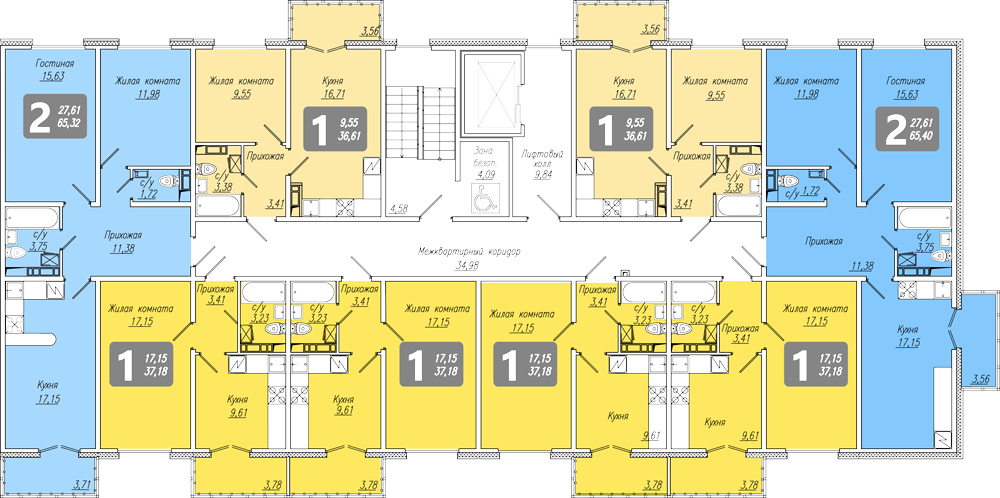 3,56
3,56
Гостиная
15,63
Жилая комната
11,98
Жилая комната
9,55
Кухня
16,71
Кухня
16,71
Жилая комната
9,55
Жилая комната
11,98
Гостиная
15,63
2 27,61
65,32
1 9,55
36,61
1 9,55
36,61
2 27,61
65,40
Зона
безоп.
4,09
Лифтовый
холл
9,84
с/у
1,72
с/у
3,38
Прихожая
3,41
4,58
Прихожая
3,41
с/у
3,38
с/у
1,72
с/у
3,75
Прихожая
11,38
Межквартирный коридор
34,98
Прихожая
11,38
с/у
3,75
Жилая комната
17,15
Прихожая
3,41
с/у
3,23
с/у
3,23
Прихожая
3,41
Жилая комната
17,15
Жилая комната
17,15
Прихожая
3,41
с/у
3,23
с/у
3,23
Прихожая
3,41
Жилая комната
17,15
Кухня
17,15
1 17,15
37,18
1 17,15
37,18
1 17,15
37,18
1 17,15
37,18
3,56
Кухня
17,15
Кухня
9,61
Кухня
9,61
Кухня
9,61
Кухня
9,61
3,71
3,78
3,78
3,78
3,78